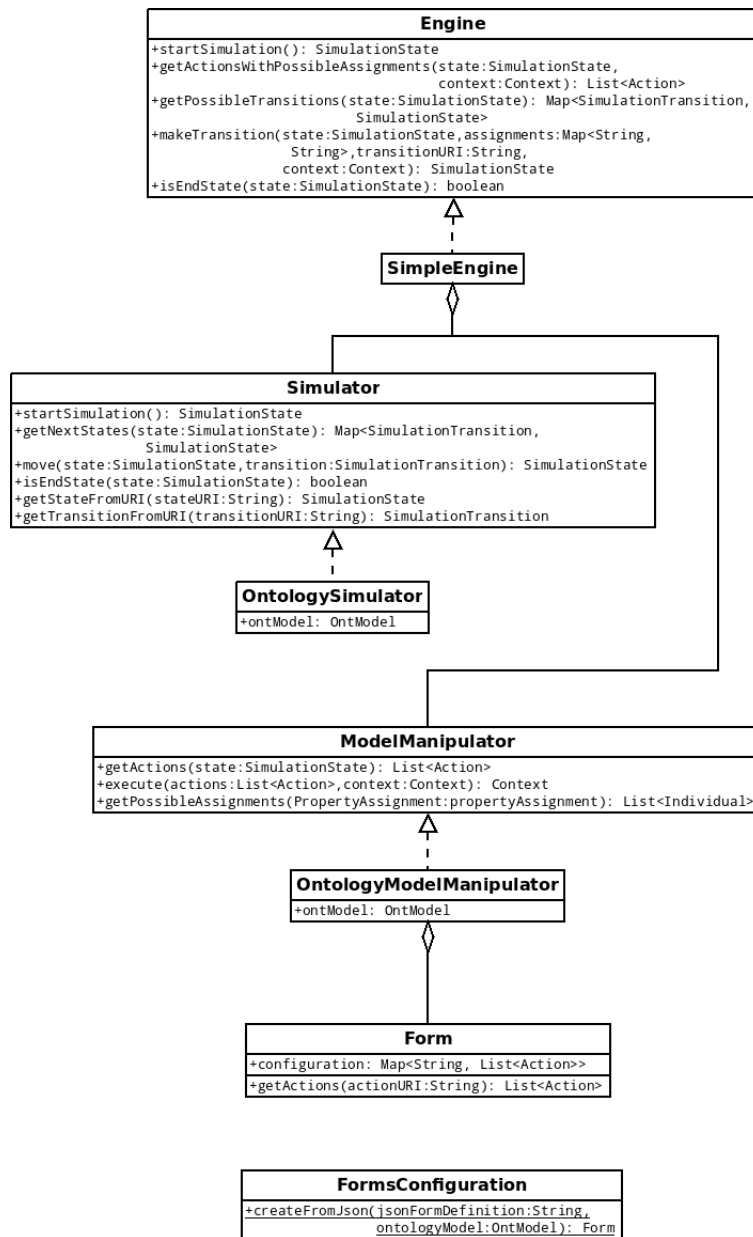 Engine
+startSimulation(): SimulationState
+getActionsWithPossibleAssignments(state:SimulationState,
context:Context): List<Action>
+getPossibleTransitions(state:SimulationState): Map<SimulationTransition,
SimulationState>
+makeTransition(state:SimulationState,assignments:Map<String,
String>,transitionURI:String,
context:Context): SimulationState
+isEndState(state:SimulationState): boolean
SimpleEngine
Simulator
+startSimulation(): SimulationState
+getNextStates(state:SimulationState): Map<SimulationTransition,
SimulationState>
+move(state:SimulationState,transition:SimulationTransition): SimulationState
+isEndState(state:SimulationState): boolean
+getStateFromURI(stateURI:String): SimulationState
+getTransitionFromURI(transitionURI:String): SimulationTransition
OntologySimulator
+ontModel: OntModel
ModelManipulator
+getActions(state:SimulationState): List<Action>
+execute(actions:List<Action>,context:Context): Context
+getPossibleAssignments(PropertyAssignment:propertyAssignment): List<Individual>
OntologyModelManipulator
+ontModel: OntModel
Form
+configuration: Map<String, List<Action>>
+getActions(actionURI:String): List<Action>
FormsConfiguration
+createFromJson(jsonFormDefinition:String,
ontologyModel:OntModel): Form